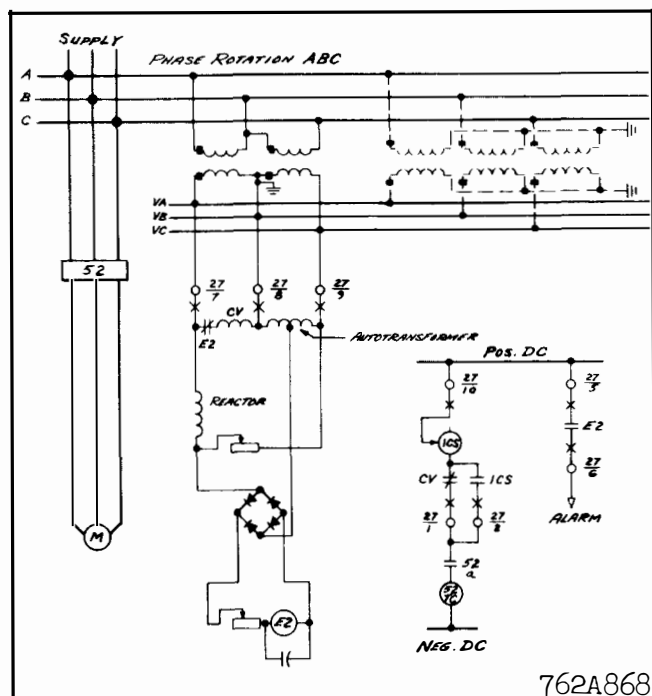 SUPPLY
PHASE ROTATION ABC
A
B
C
VA
VB
VC
52
27/7
27/8
27/9
CV
E2
AUTOTRANSFORMER
REACTOR
POS. DC
27/10
27/5
ICS
E2
CV
ICS
27/6
27/1
27/2
ALARM
52
a
M
E2
52
TC
NEG. DC
762A868